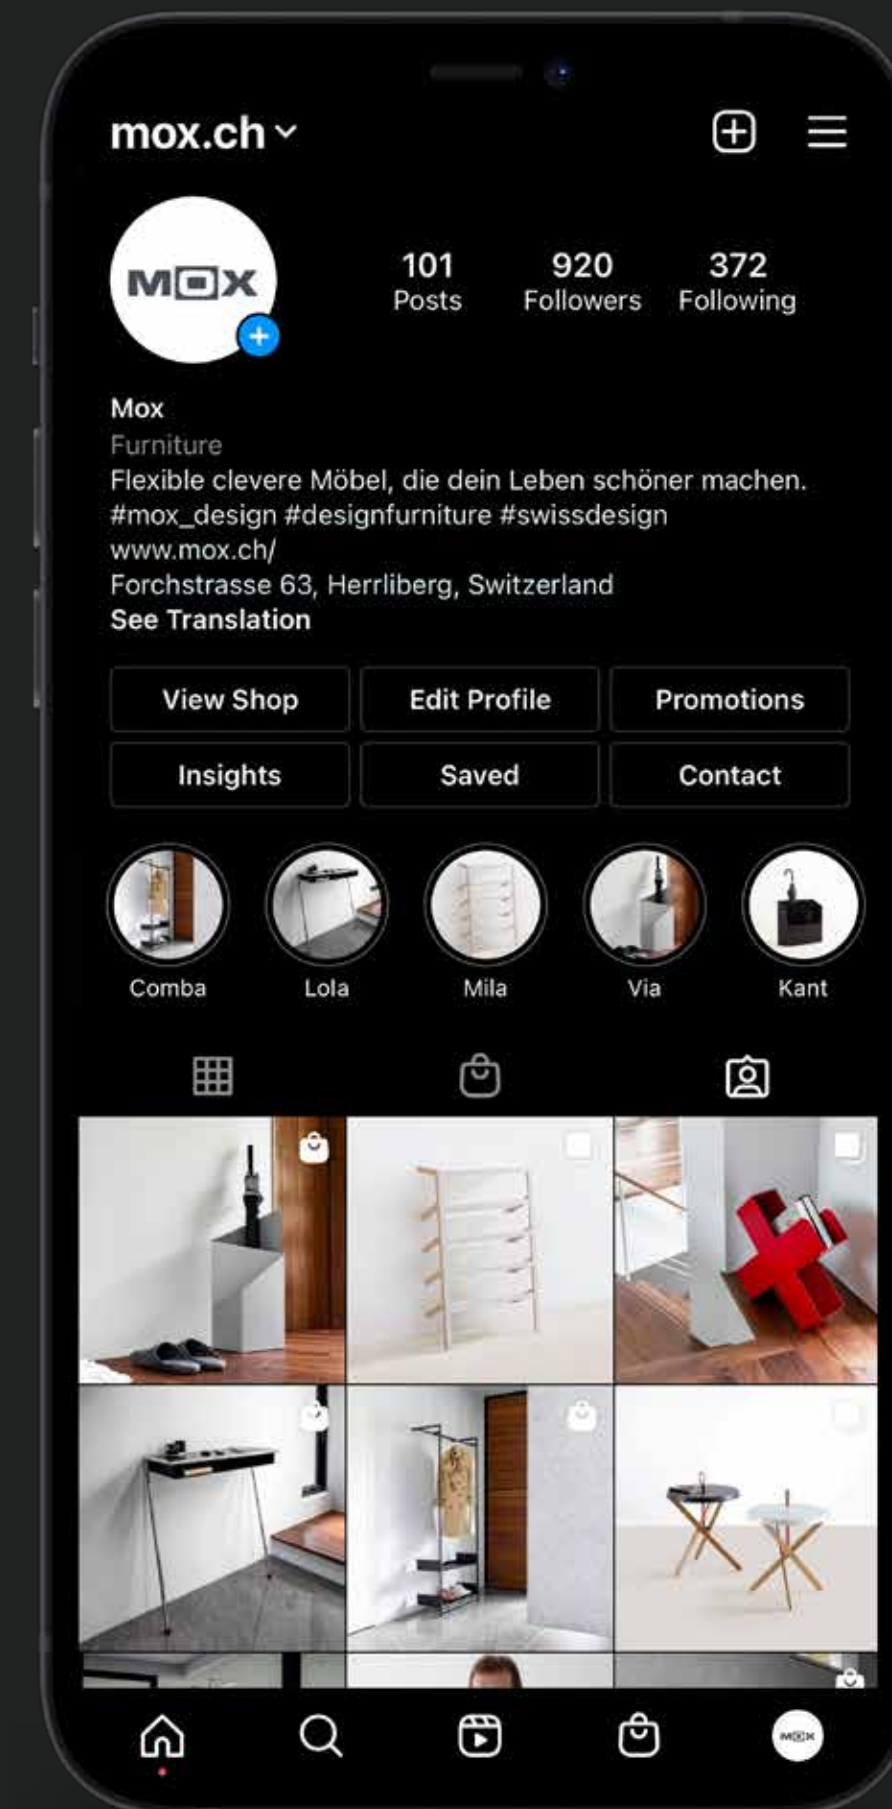 mox.ch
MOX
101 920 372
Posts Followers Following
Mox
Furniture
Flexible clevere Möbel, die dein Leben schöner machen.
#mox_design #designfurniture #swissdesign
www.mox.ch/
Forchstrasse 63, Herrliberg, Switzerland
See Translation
View Shop Edit Profile Promotions
Insights Saved Contact
Comba Lola Mila Via Kant
MOX